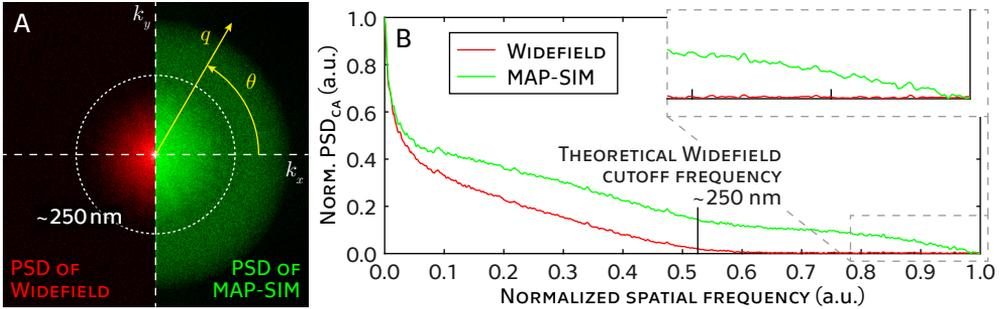 A
k_y
q
θ
k_x
~250 nm
PSD OF
WIDEFIELD
PSD OF
MAP-SIM
B
WIDEFIELD
MAP-SIM
THEORETICAL WIDEFIELD
CUTOFF FREQUENCY
~250 nm
NORM. PSD_CA (a.u.)
1.0
0.8
0.6
0.4
0.2
0.0
0.0 0.1 0.2 0.3 0.4 0.5 0.6 0.7 0.8 0.9 1.0
NORMALIZED SPATIAL FREQUENCY (a.u.)